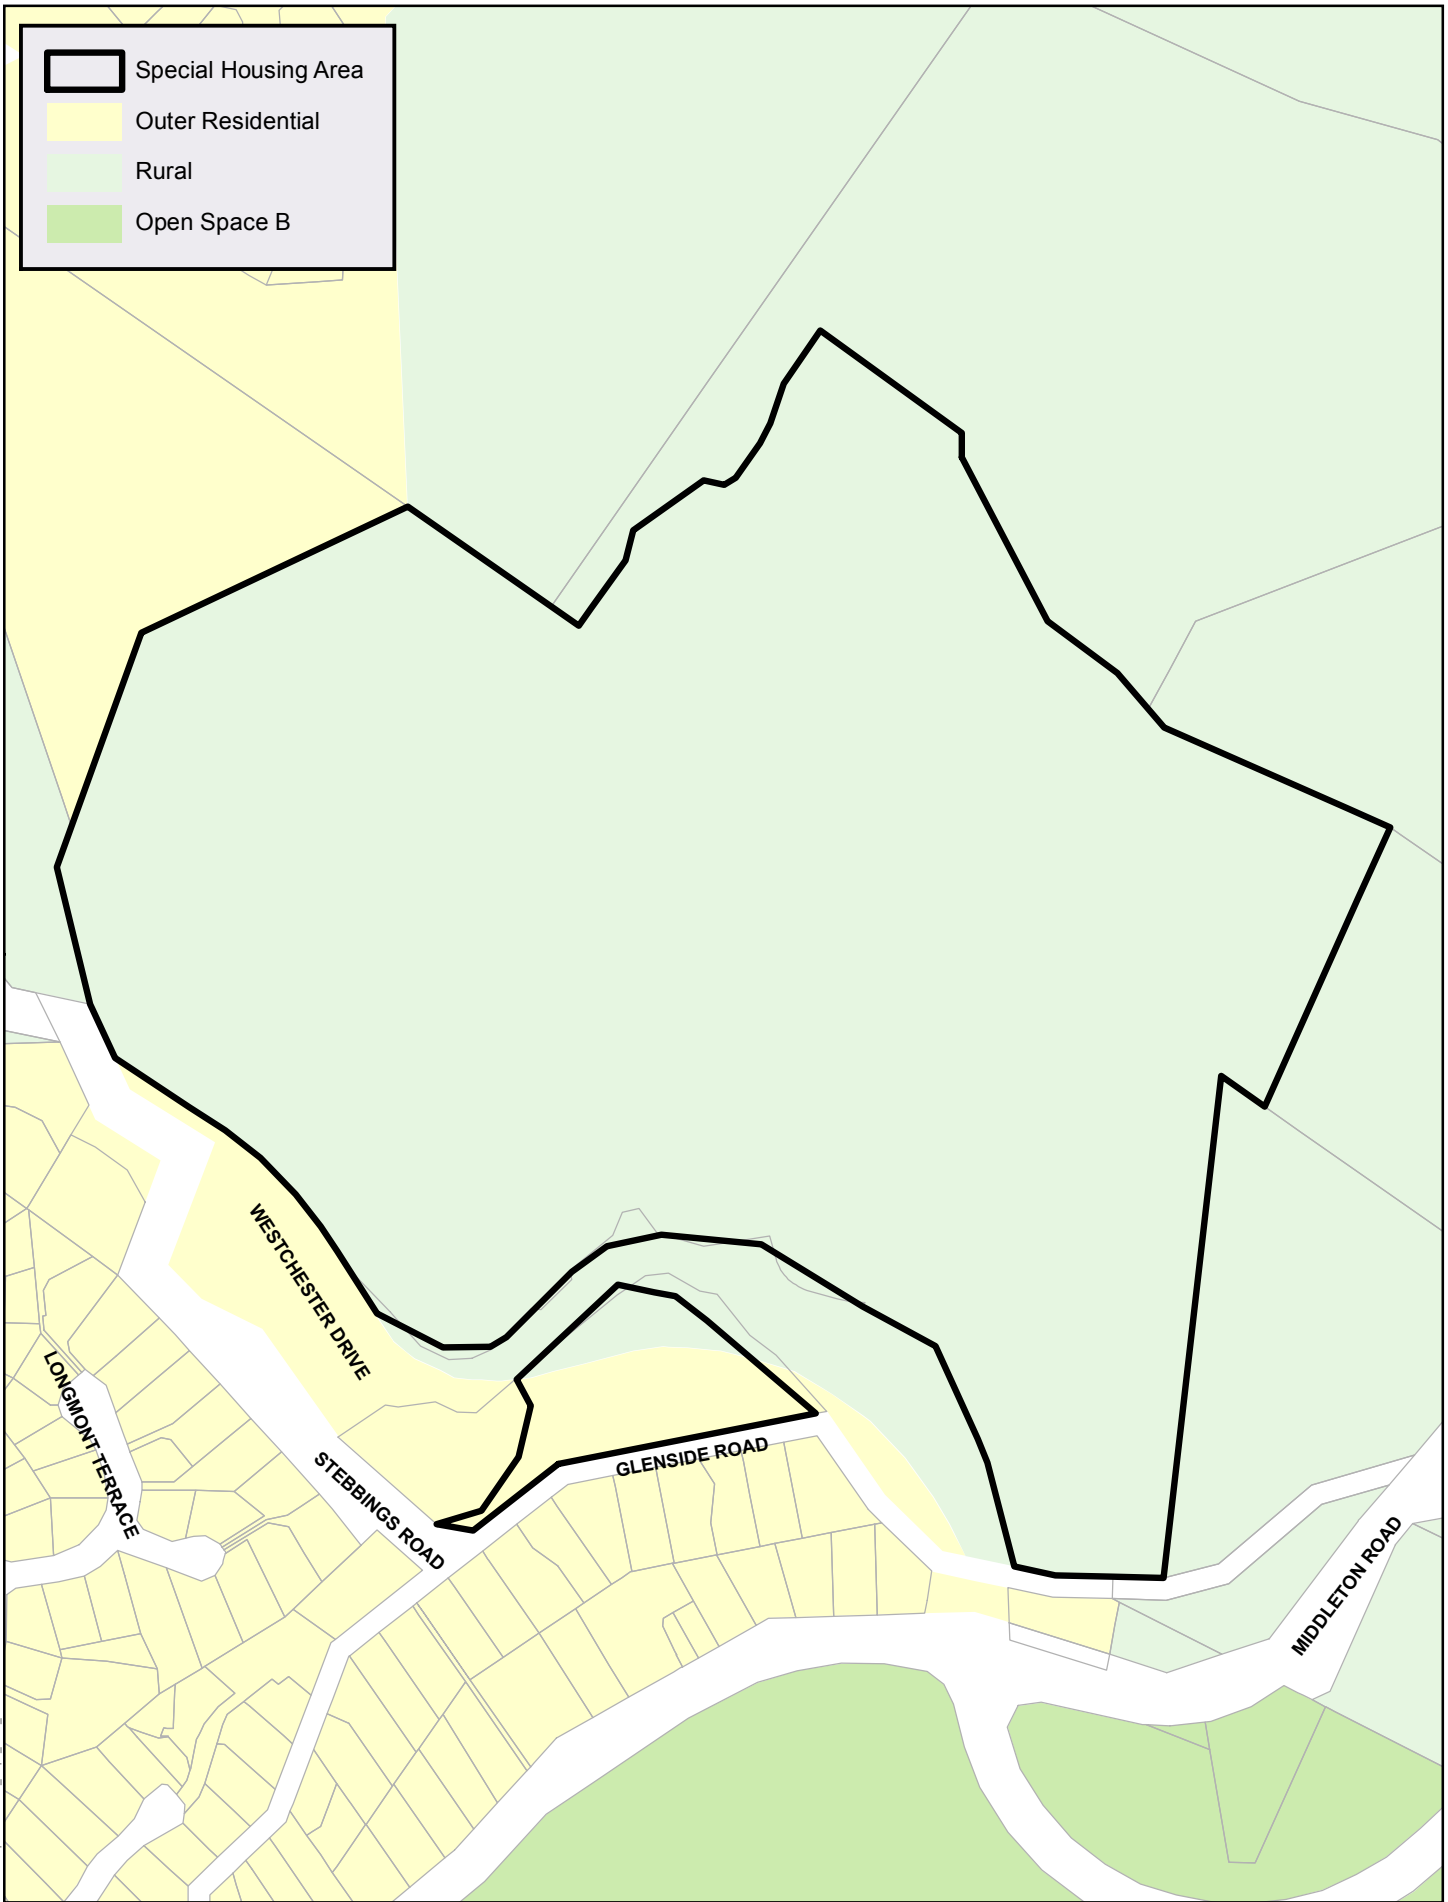 Special Housing Area
Outer Residential
Rural
Open Space B
WESTCHESTER DRIVE
LONGMONT TERRACE
STEBBINGS ROAD
GLENSIDE ROAD
MIDDLETON ROAD